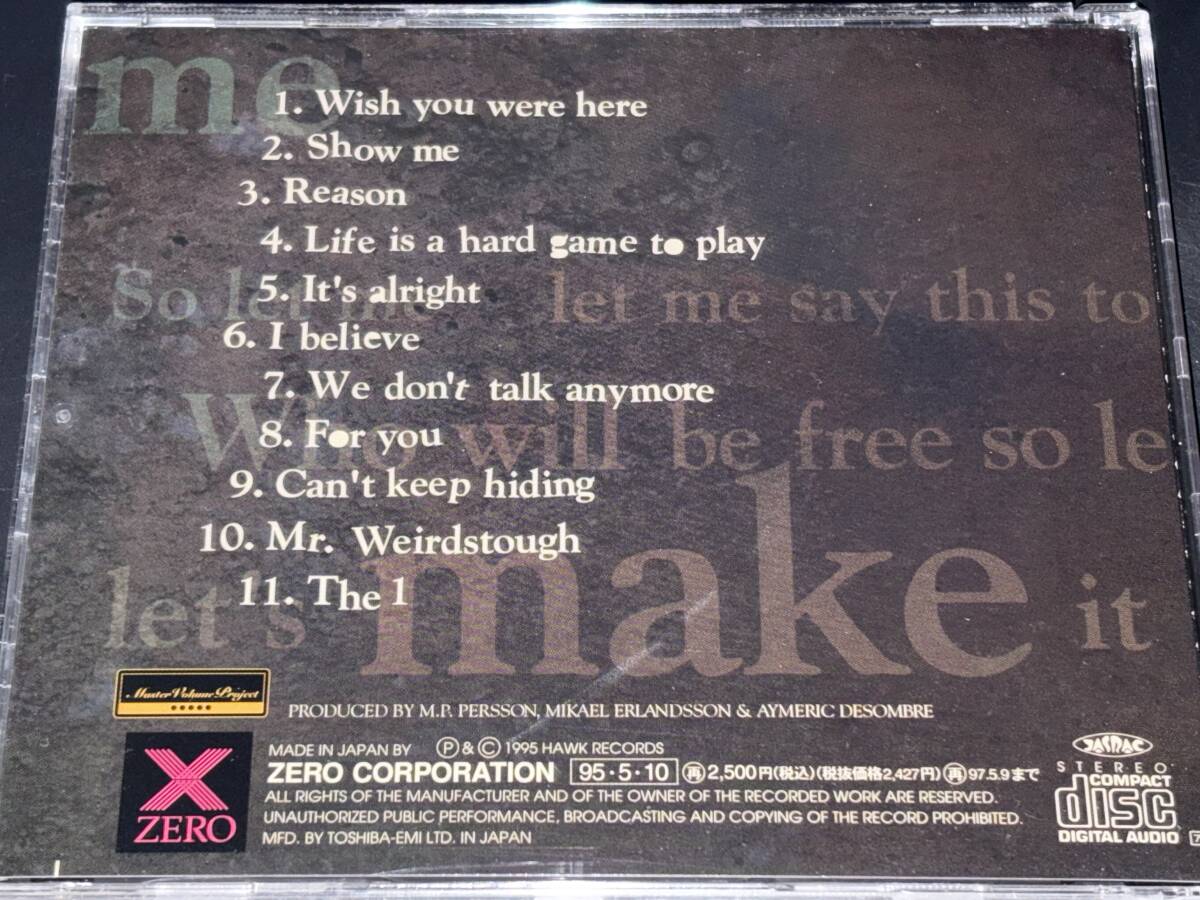 me
1. Wish you were here
2. Show me
3. Reason
4. Life is a hard game to play
So let me let me say this to
5. It's alright
6. I believe
7. We don't talk anymore
Who will be free so le
8. For you
9. Can't keep hiding
10. Mr. Weirdstough
let's make it
11. The 1
Master Volume Project
PRODUCED BY M.P. PERSSON, MIKAEL ERLANDSSON & AYMERIC DESOMBRE
X
ZERO
MADE IN JAPAN BY Ⓟ & Ⓒ 1995 HAWK RECORDS
ZERO CORPORATION 95・5・10 再 2,500円(税込)(税抜価格2,427円) 再 97.5.9まで
ALL RIGHTS OF THE MANUFACTURER AND OF THE OWNER OF THE RECORDED WORK ARE RESERVED.
UNAUTHORIZED PUBLIC PERFORMANCE, BROADCASTING AND COPYING OF THE RECORD PROHIBITED.
MFD. BY TOSHIBA-EMI LTD. IN JAPAN
JASRAC
STEREO
COMPACT
disc
DIGITAL AUDIO